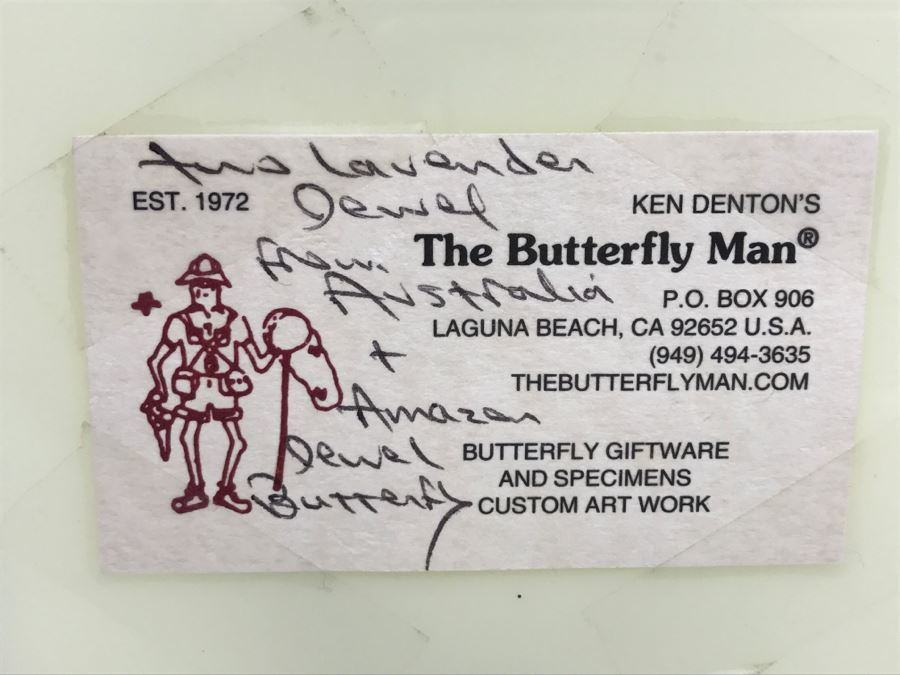 two lavender
Jewel
from
Australia
+
Amazon
Jewel
Butterfly
EST. 1972
KEN DENTON'S
The Butterfly Man®
P.O. BOX 906
LAGUNA BEACH, CA 92652 U.S.A.
(949) 494-3635
THEBUTTERFLYMAN.COM
BUTTERFLY GIFTWARE
AND SPECIMENS
CUSTOM ART WORK